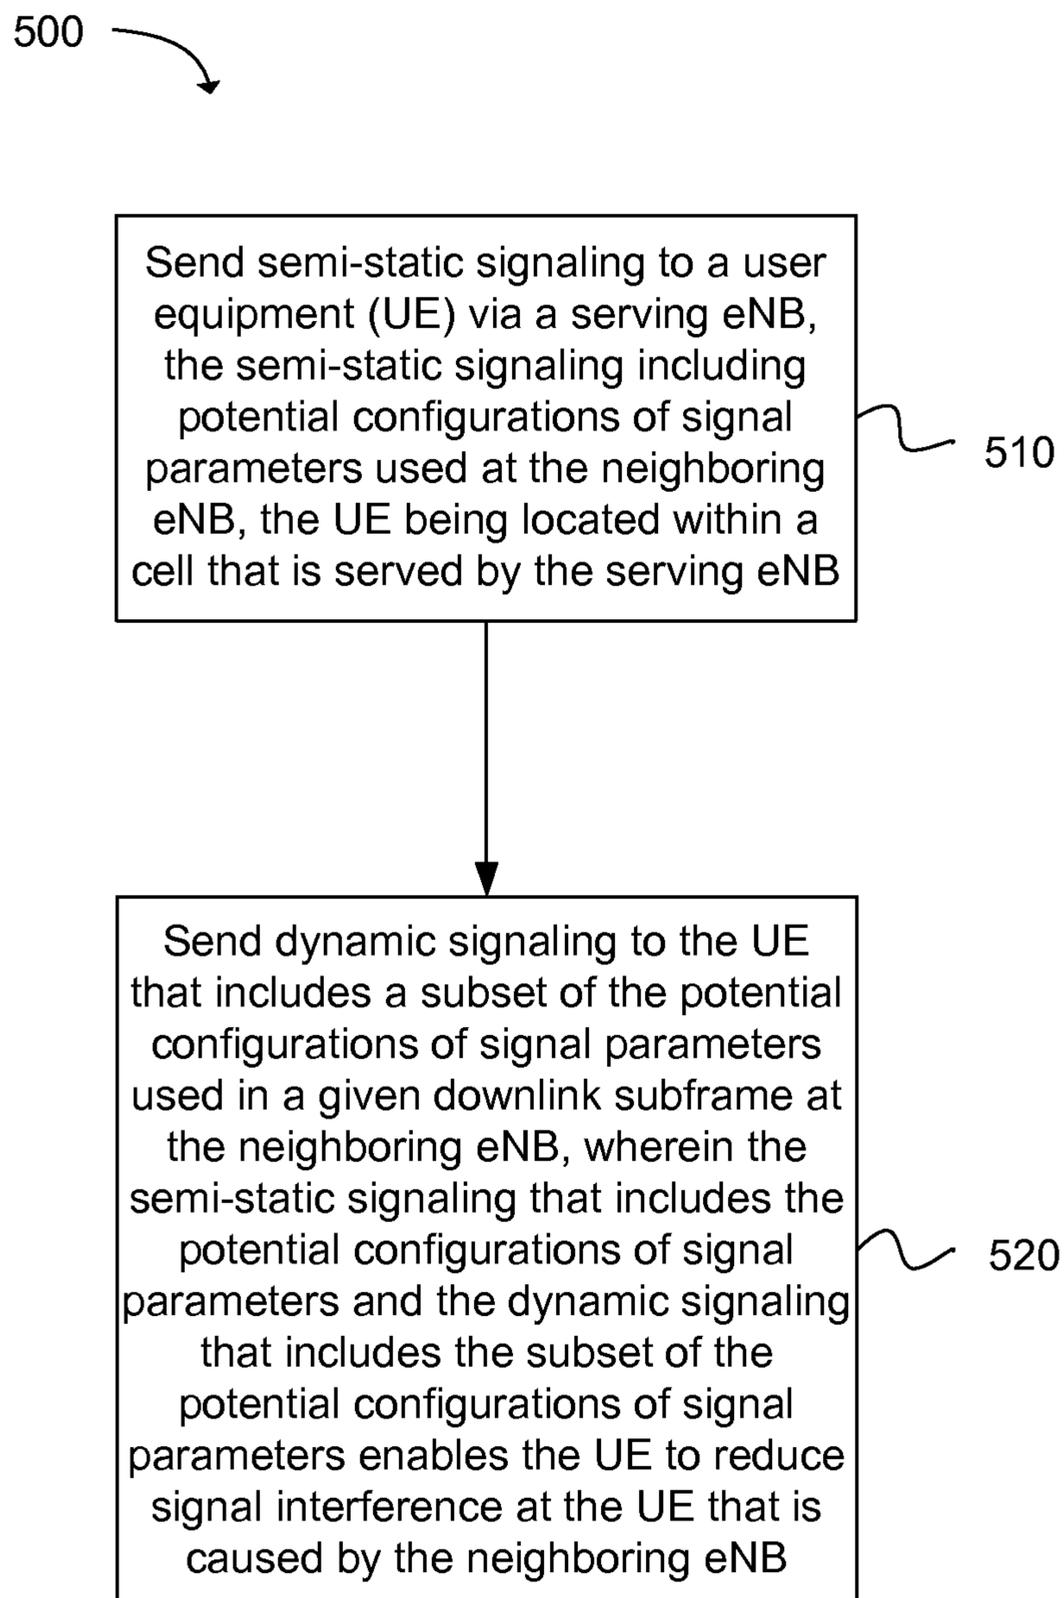 500
Send semi-static signaling to a user
equipment (UE) via a serving eNB,
the semi-static signaling including
potential configurations of signal
parameters used at the neighboring
eNB, the UE being located within a
cell that is served by the serving eNB
510
Send dynamic signaling to the UE
that includes a subset of the potential
configurations of signal parameters
used in a given downlink subframe at
the neighboring eNB, wherein the
semi-static signaling that includes the
potential configurations of signal
parameters and the dynamic signaling
that includes the subset of the
potential configurations of signal
parameters enables the UE to reduce
signal interference at the UE that is
caused by the neighboring eNB
520